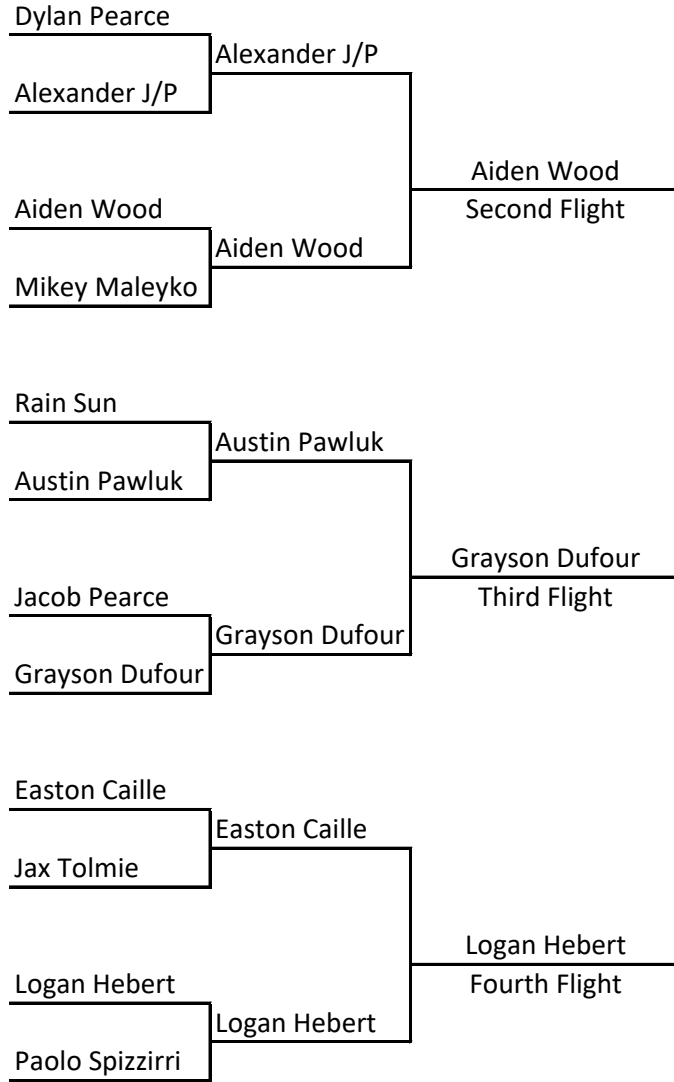 Dylan Pearce
Alexander J/P
Alexander J/P
Aiden Wood
Second Flight
Aiden Wood
Aiden Wood
Mikey Maleyko
Rain Sun
Austin Pawluk
Austin Pawluk
Grayson Dufour
Third Flight
Jacob Pearce
Grayson Dufour
Grayson Dufour
Easton Caille
Easton Caille
Jax Tolmie
Logan Hebert
Fourth Flight
Logan Hebert
Logan Hebert
Paolo Spizzirri